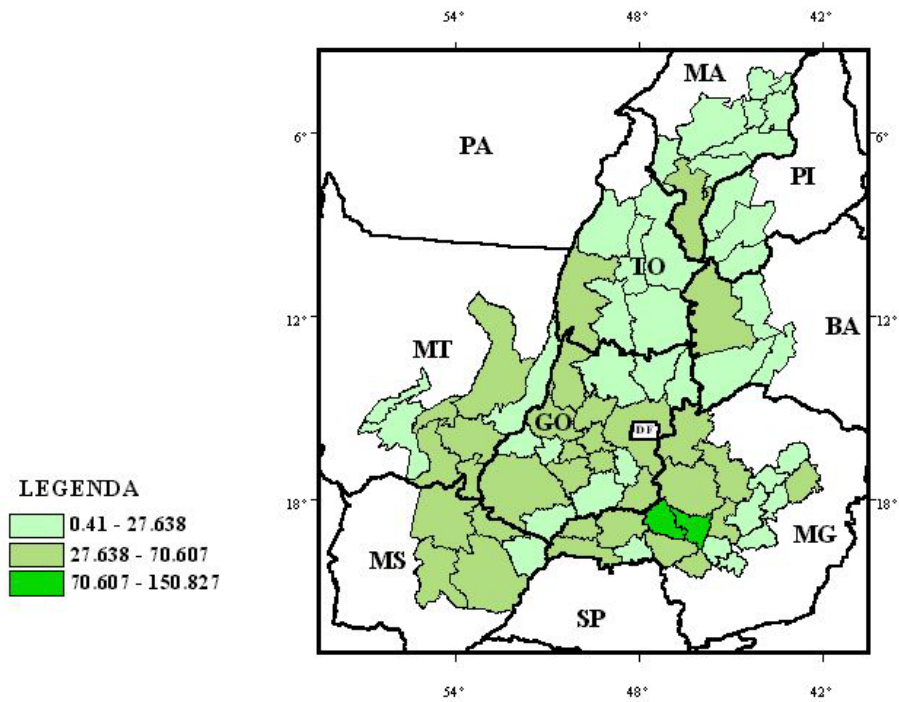 54° 48° 42°
MA
6° PA 6°
PI
TO
12° 12°
BA
MT
GO DF
LEGENDA
18° 18°
0.41 - 27.638
MG
27.638 - 70.607
MS
70.607 - 150.827
SP
54° 48° 42°